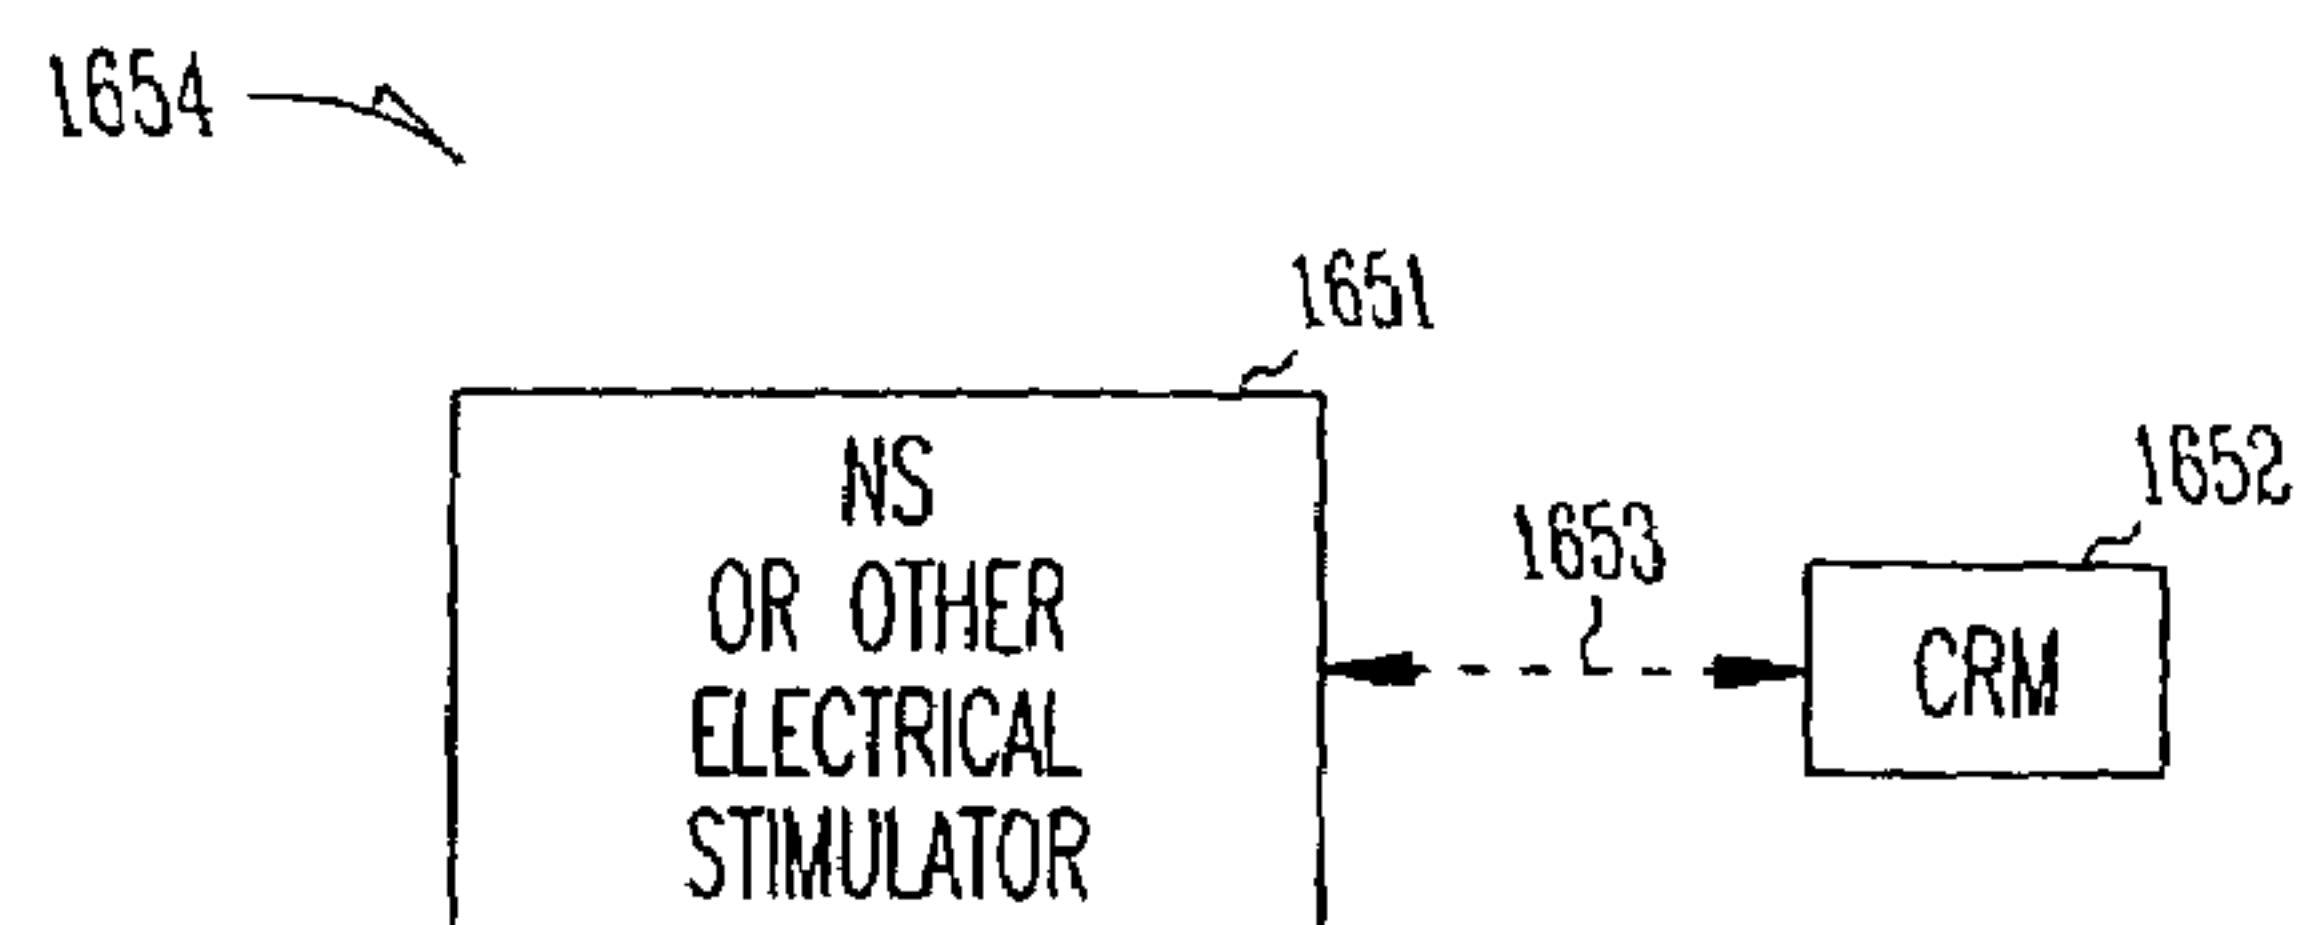 1654
1651
NS
OR OTHER
ELECTRICAL
STIMULATOR
1653
1652
CRM